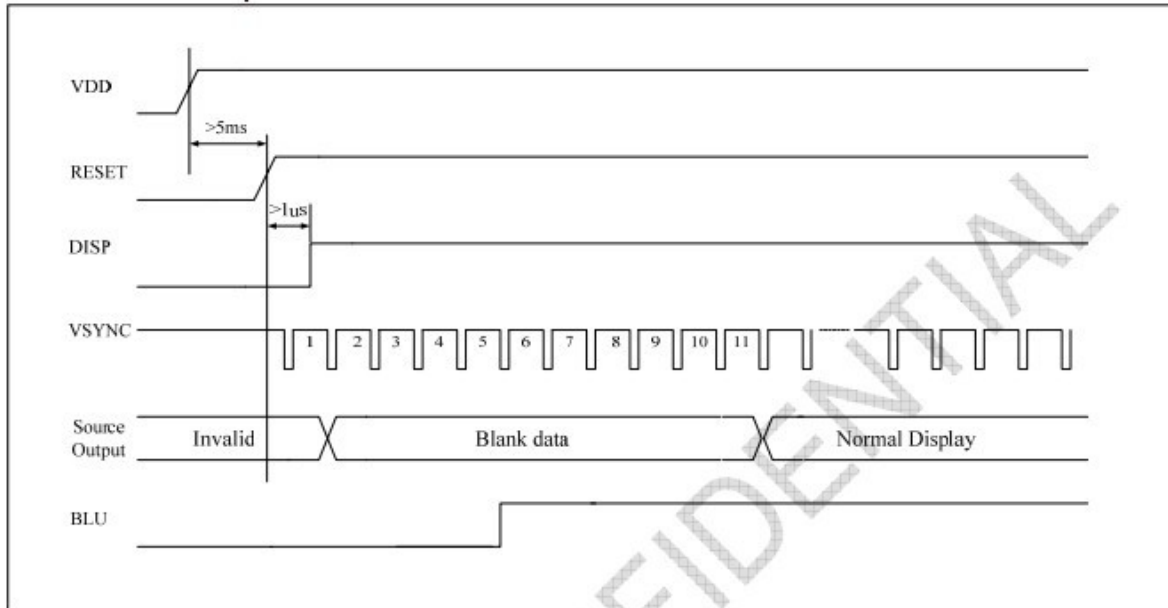 VDD
>5ms
RESET
>1us
DISP
VSYNC
1 2 3 4 5 6 7 8 9 10 11
Source
Output
Invalid
Blank data
Normal Display
BLU
FIDENTIAL